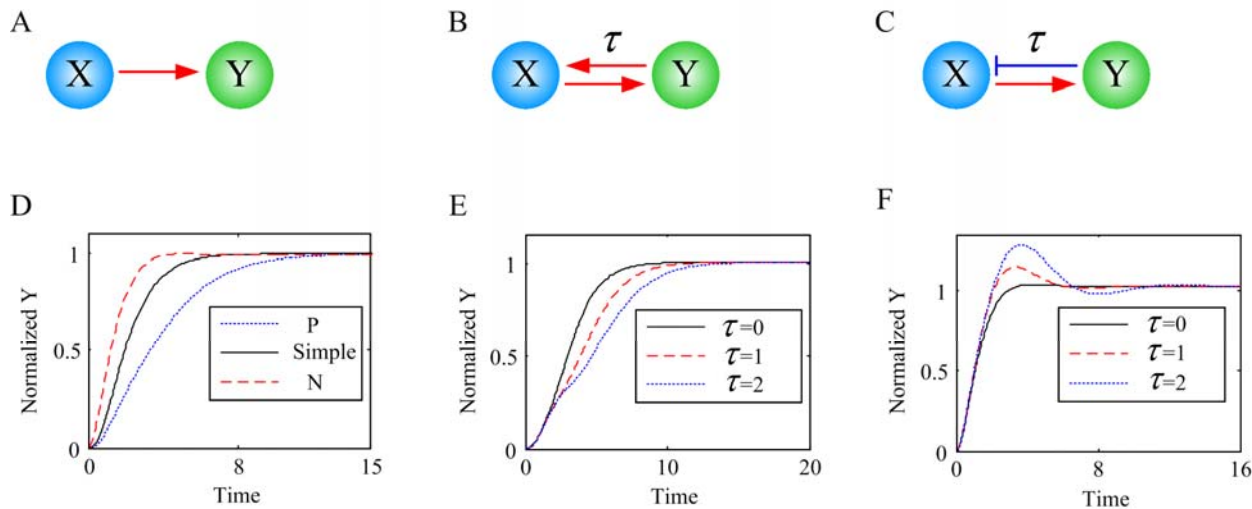 A
X
Y
B
τ
X
Y
C
τ
X
Y
D
Normalized Y
1
0.5
0
P
Simple
N
0
8
15
Time
E
Normalized Y
1
0.5
0
τ=0
τ=1
τ=2
0
10
20
Time
F
Normalized Y
1
0.5
0
τ=0
τ=1
τ=2
0
8
16
Time